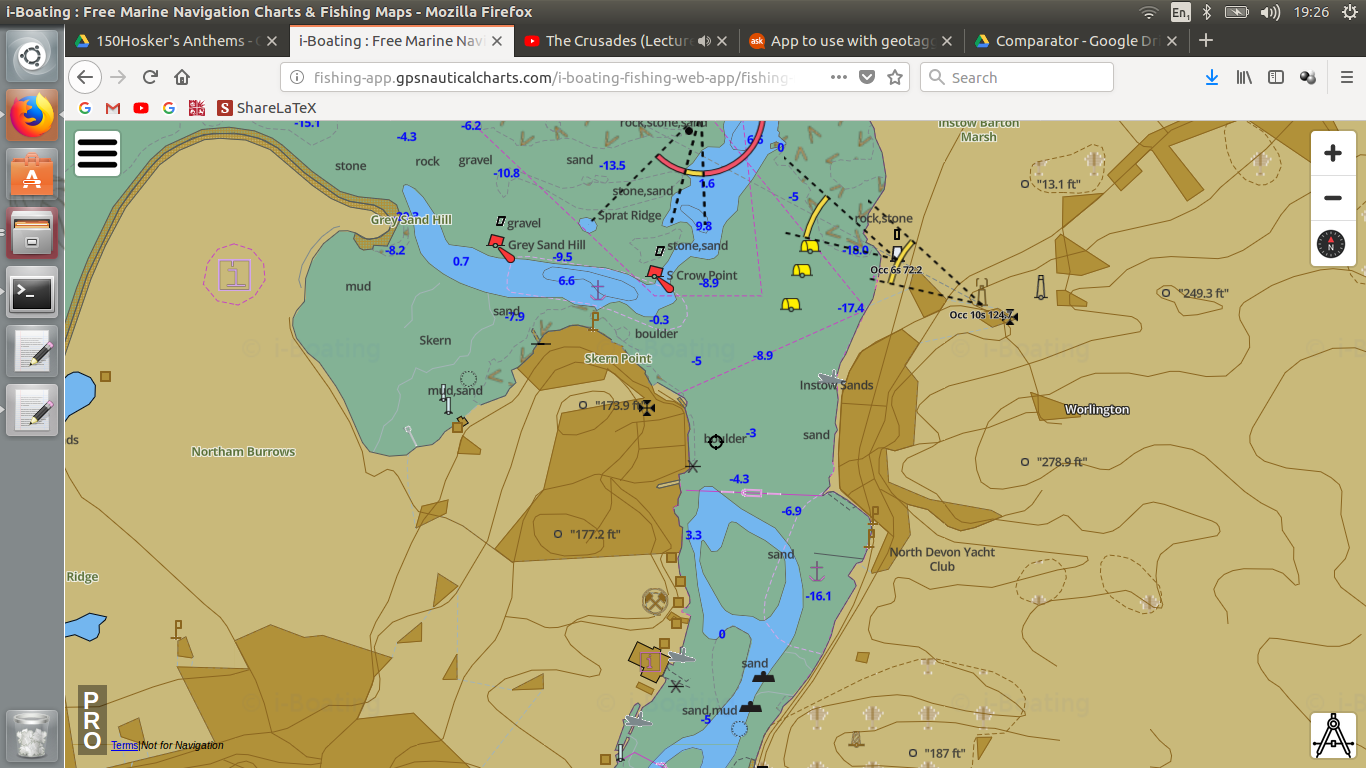 i-Boating : Free Marine Navigation Charts & Fishing Maps - Mozilla Firefox
En1
19:26
150Hosker's Anthems - G
i-Boating : Free Marine Navi
The Crusades (Lecture
ask
App to use with geotagg
Comparator - Google Dri
fishing-app.gpsnauticalcharts.com/i-boating-fishing-web-app/fishing-
Search
ShareLaTeX
-15.1
-4.3
-6.2
rock,stone,sand
0
Instow Barton
Marsh
stone
rock
gravel
sand
-13.5
-10.8
1.6
"13.1 ft"
stone,sand
-5
Grey Sand Hill
gravel
Sprat Ridge
9.8
rock,stone
-8.2
Grey Sand Hill
stone,sand
-18.0
0.7
-9.5
Occ 6s 72.2
6.6
S Crow Point
-8.9
mud
"249.3 ft"
sand
-7.9
-0.3
-17.4
Occ 10s 124.7
boulder
Skern
© i-Boating
Skern Point
-5
-8.9
© i-Boating
mud,sand
Instow Sands
"173.9 ft"
Worlington
ds
boulder
-3
sand
Northam Burrows
"278.9 ft"
-4.3
-6.9
"177.2 ft"
3.3
sand
North Devon Yacht
Club
Ridge
-16.1
0
sand
© i-Boating
© i-Boating
sand,mud
-5
PRO
Terms|Not for Navigation
"187 ft"